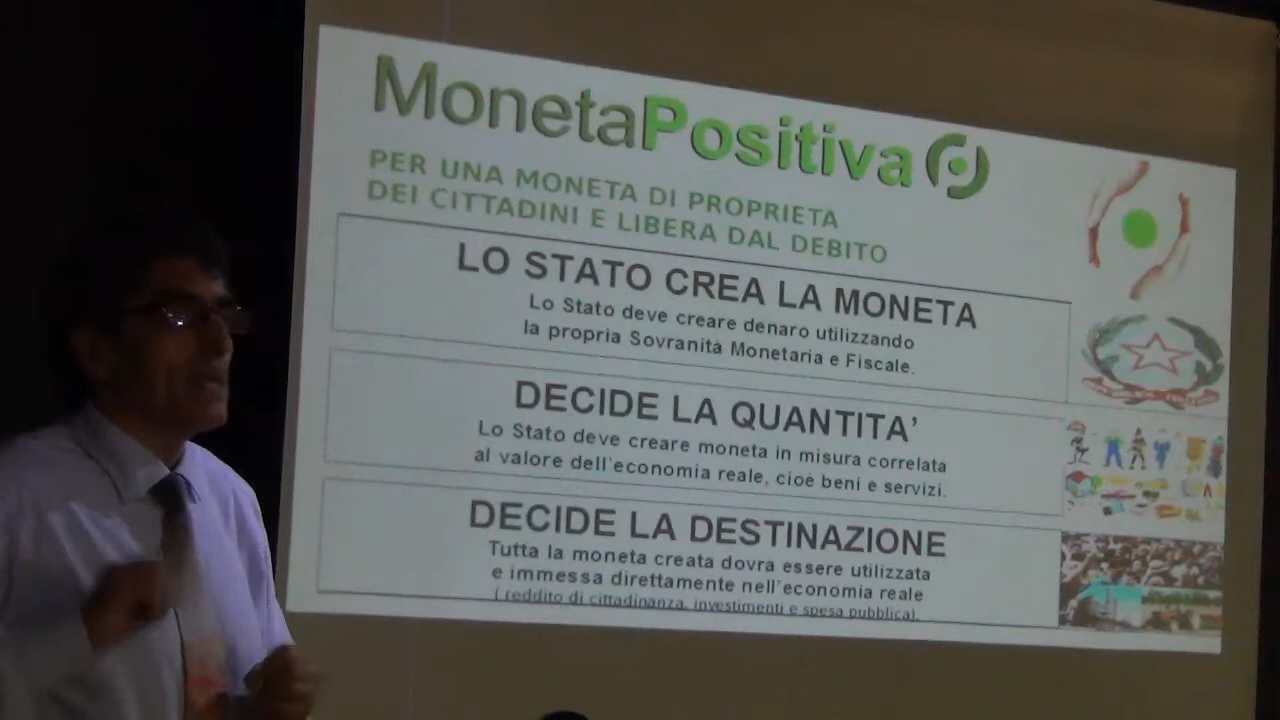 MonetaPositiva
PER UNA MONETA DI PROPRIETA
DEI CITTADINI E LIBERA DAL DEBITO
LO STATO CREA LA MONETA
Lo Stato deve creare denaro utilizzando
la propria Sovranità Monetaria e Fiscale.
DECIDE LA QUANTITA'
Lo Stato deve creare moneta in misura correlata
al valore dell'economia reale, cioè beni e servizi.
DECIDE LA DESTINAZIONE
Tutta la moneta creata dovrà essere utilizzata
e immessa direttamente nell'economia reale
( reddito di cittadinanza, investimenti e spesa pubblica).